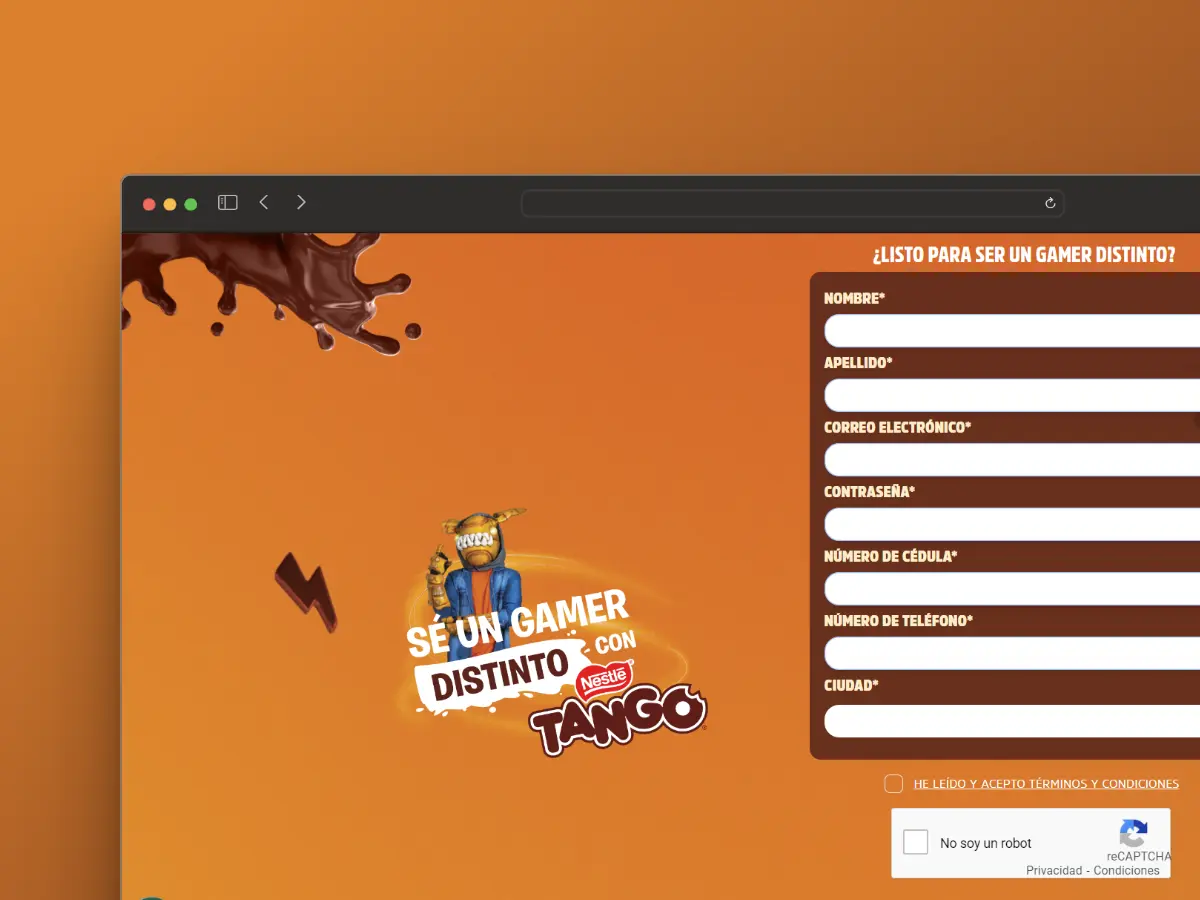 ¿LISTO PARA SER UN GAMER DISTINTO?
NOMBRE*
APELLIDO*
CORREO ELECTRÓNICO*
CONTRASEÑA*
NÚMERO DE CÉDULA*
NÚMERO DE TELÉFONO*
CIUDAD*
SÉ UN GAMER
DISTINTO CON
Nestlé
TANGO
HE LEÍDO Y ACEPTO TÉRMINOS Y CONDICIONES
No soy un robot
reCAPTCHA
Privacidad - Condiciones